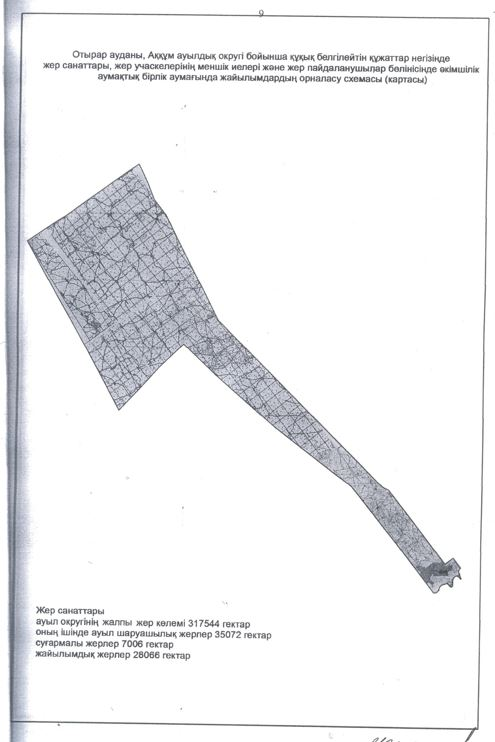 9
Отырар ауданы, Аққұм ауылдық округі бойынша құқық белгілейтін құжаттар негізінде
жер санаттары, жер учаскелерінің меншік иелері және жер пайдаланушылар бөлінісінде әкімшілік
аумақтық бірлік аумағында жайылымдардың орналасу схемасы (картасы)
Жер санаттары
ауыл округінің жалпы жер көлемі 317544 гектар
оның ішінде ауыл шаруашылық жерлер 35072 гектар
суғармалы жерлер 7006 гектар
жайылымдық жерлер 28066 гектар